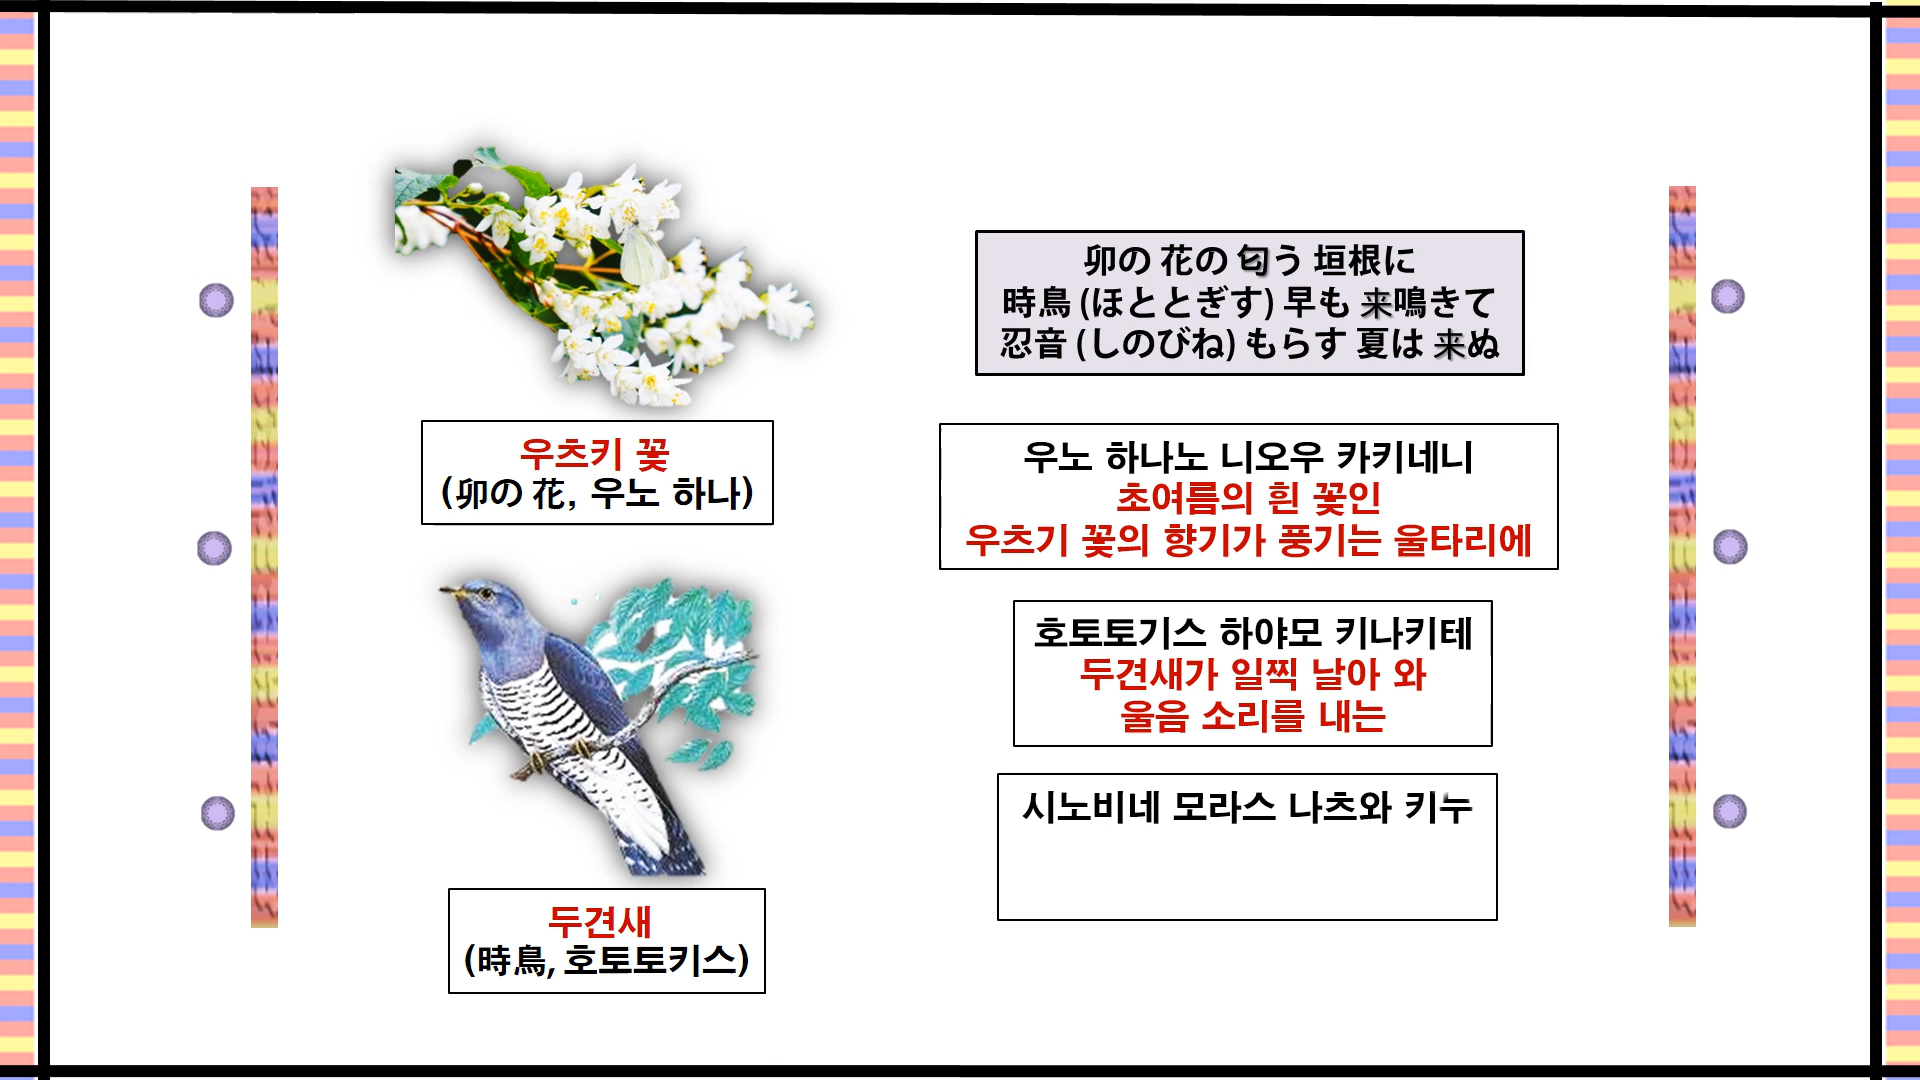 우츠키 꽃
(卯の 花, 우노 하나)
두견새
(時鳥, 호토토키스)
卯の 花の 匂う 垣根に
時鳥 (ほととぎす) 早も 来鳴きて
忍音 (しのびね) もらす 夏は 来ぬ
우노 하나노 니오우 카키네니
초여름의 흰 꽃인
우츠기 꽃의 향기가 풍기는 울타리에
호토토기스 하야모 키나키테
두견새가 일찍 날아 와
울음 소리를 내는
시노비네 모라스 나츠와 키누